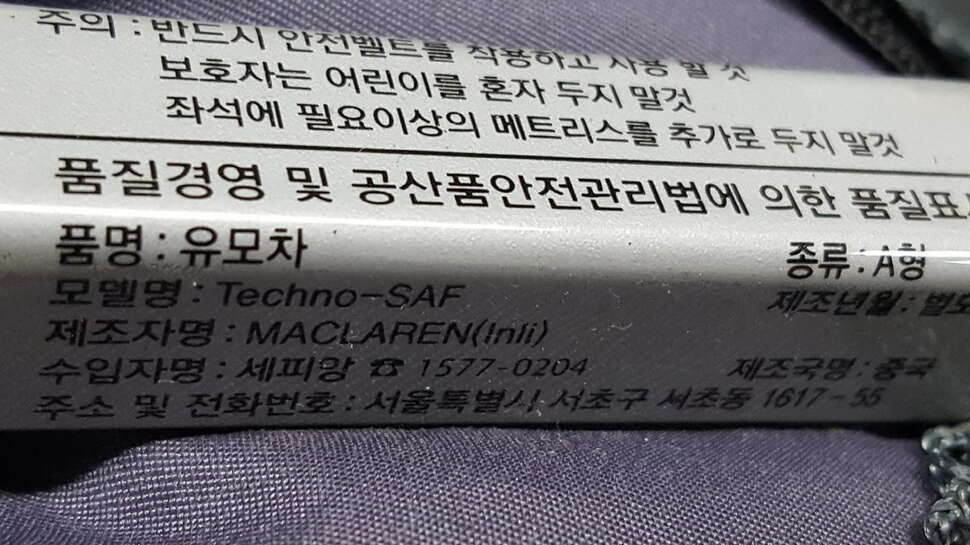 주의 : 반드시 안전벨트를 착용하고 사용 할 것
보호자는 어린이를 혼자 두지 말것
좌석에 필요이상의 메트리스를 추가로 두지 말것
품질경영 및 공산품안전관리법에 의한 품질표
품명 : 유모차 종류 : A형
모델명 : Techno-SAF 제조년월 : 별도
제조자명 : MACLAREN(Inli)
수입자명 : 세피앙 ☎ 1577-0204 제조국명 : 중국
주소 및 전화번호 : 서울특별시 서초구 서초동 1617-55